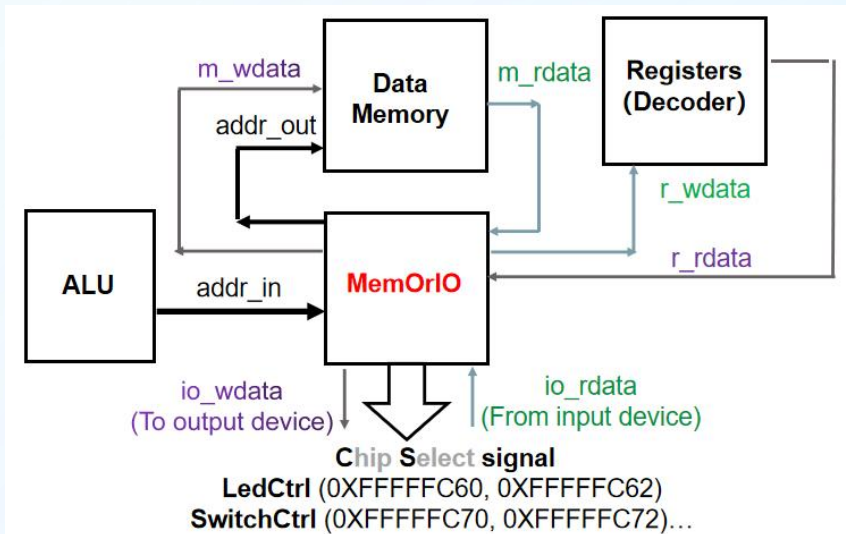 m_wdata
Data
Memory
m_rdata
Registers
(Decoder)
addr_out
r_wdata
ALU
addr_in
MemOrIO
r_rdata
io_wdata
(To output device)
io_rdata
(From input device)
Chip Select signal
LedCtrl (0XFFFFFC60, 0XFFFFFC62)
SwitchCtrl (0XFFFFFC70, 0XFFFFFC72)...